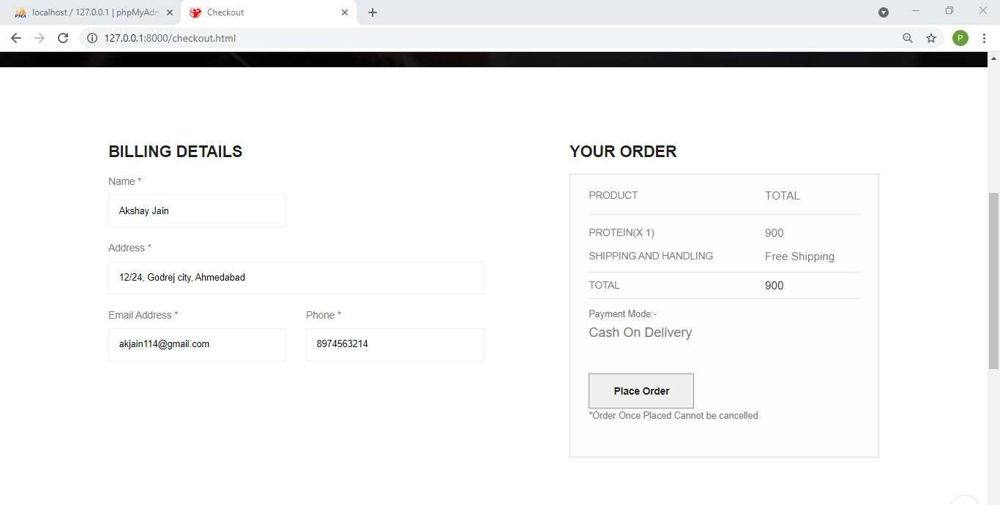 localhost / 127.0.0.1 | phpMyAdn
Checkout
127.0.0.1:8000/checkout.html
P
BILLING DETAILS
Name *
Akshay Jain
Address *
12/24, Godrej city, Ahmedabad
Email Address *
Phone *
akjain114@gmail.com
8974563214
YOUR ORDER
PRODUCT TOTAL
PROTEIN(X 1) 900
SHIPPING AND HANDLING Free Shipping
TOTAL 900
Payment Mode:-
Cash On Delivery
Place Order
*Order Once Placed Cannot be cancelled